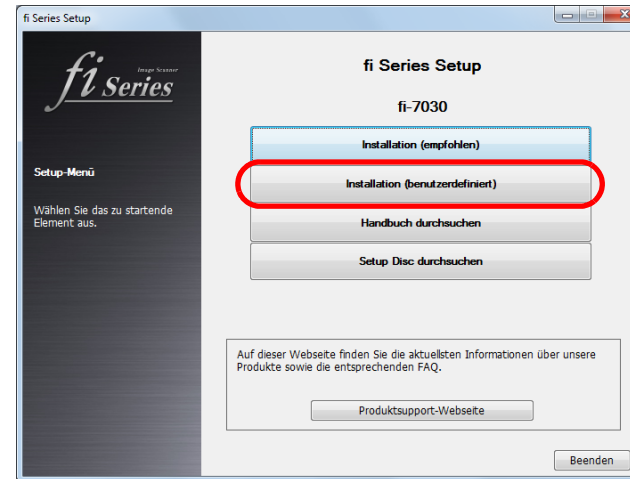 fi Series Setup
Image Scanner
fi Series
Setup-Menü
Wählen Sie das zu startende
Element aus.
fi Series Setup
fi-7030
Installation (empfohlen)
Installation (benutzerdefiniert)
Handbuch durchsuchen
Setup Disc durchsuchen
Auf dieser Webseite finden Sie die aktuellsten Informationen über unsere
Produkte sowie die entsprechenden FAQ.
Produktsupport-Webseite
Beenden